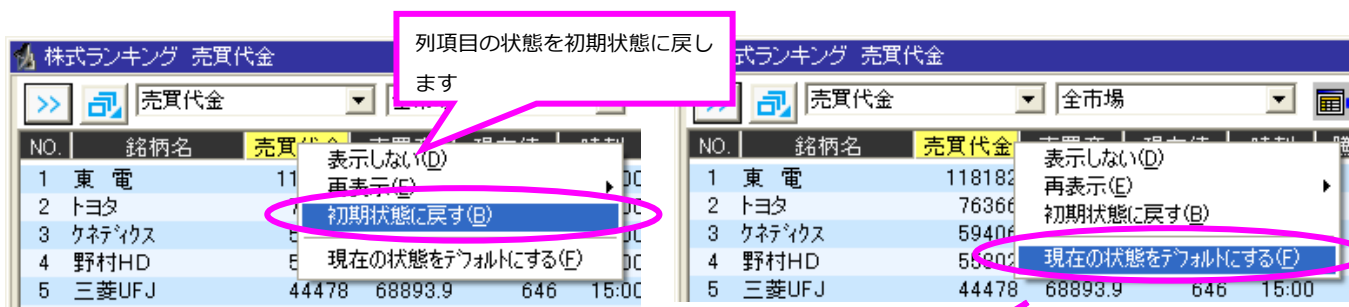 列項目の状態を初期状態に戻し
ます
株式ランキング 売買代金
売買代金
NO. 銘柄名 売買
1 東 電 11
2 トヨタ
3 ケネディクス 5
4 野村HD 5
5 三菱UFJ 44478 68893.9 646 15:00
表示しない(D)
再表示(E)
初期状態に戻す(B)
現在の状態をデフォルトにする(F)
式ランキング 売買代金
売買代金 全市場
NO. 銘柄名 売買代金
1 東 電 118182
2 トヨタ 76366
3 ケネディクス 59406
4 野村HD
5 三菱UFJ 44478 68893.9 646 15:00
表示しない(D)
再表示(E)
初期状態に戻す(B)
現在の状態をデフォルトにする(F)